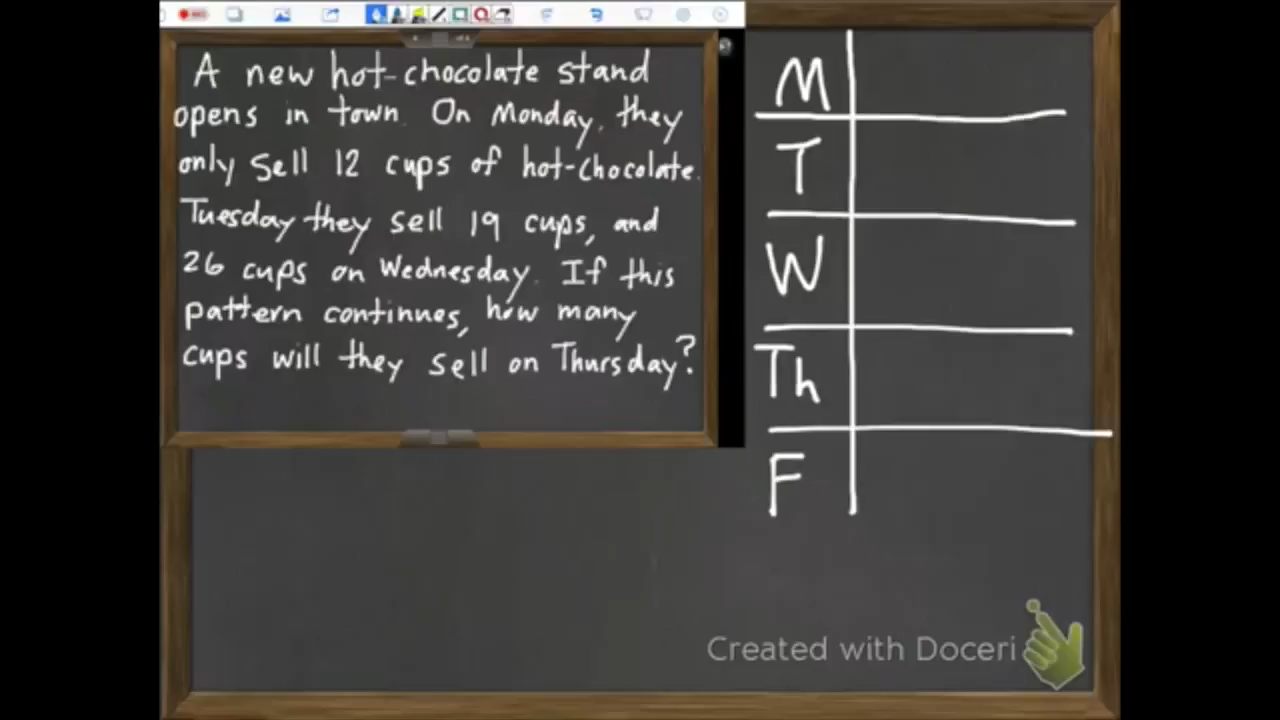 A new hot-chocolate stand
opens in town. On Monday, they
only sell 12 cups of hot-chocolate.
Tuesday they sell 19 cups, and
26 cups on Wednesday. If this
pattern continues, how many
cups will they sell on Thursday?
M
T
W
Th
F
Created with Doceri